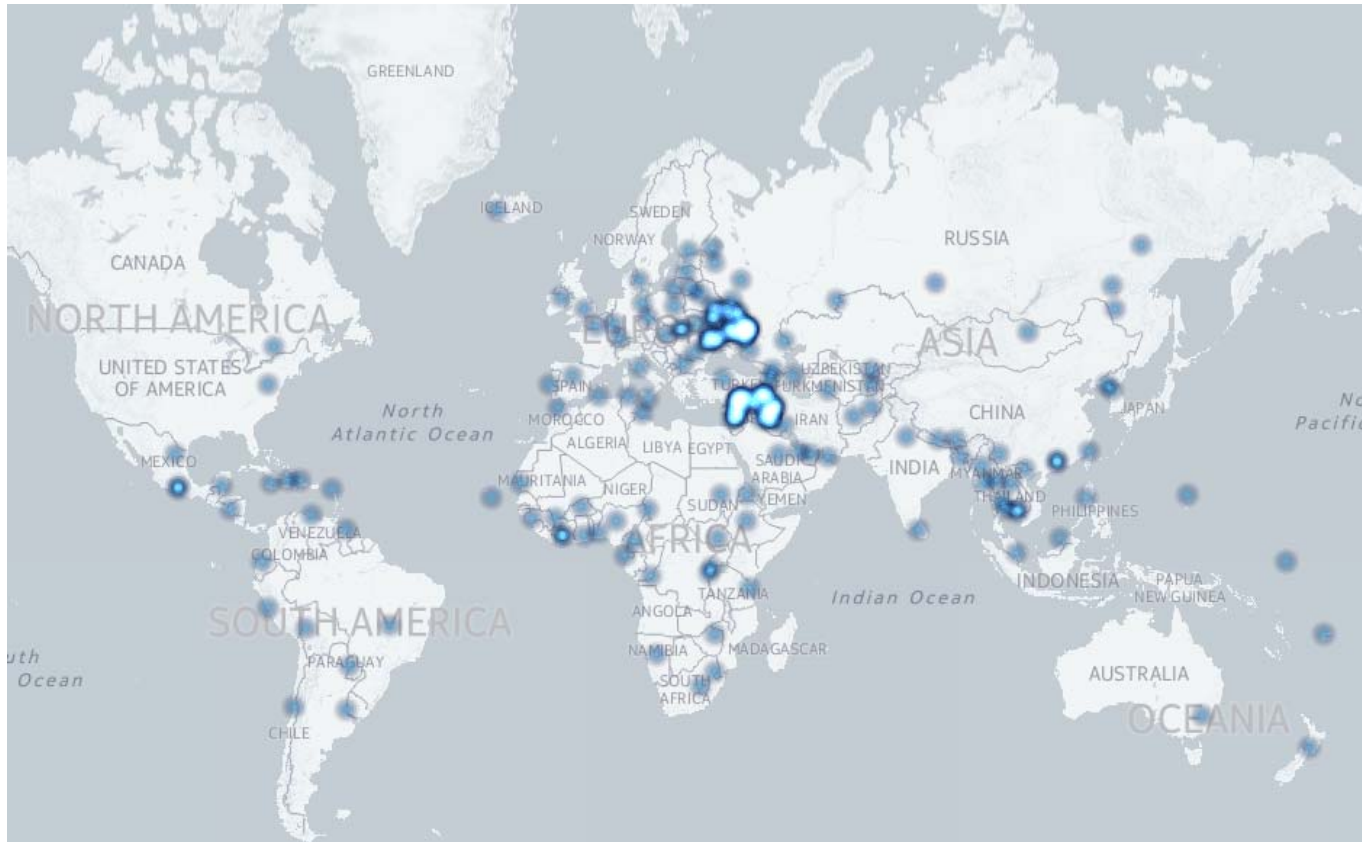 GREENLAND
ICELAND
SWEDEN
NORWAY
RUSSIA
CANADA
NORTH AMERICA
ASIA
UNITED STATES
OF AMERICA
SPAIN
UZBEKISTAN
TURKMENISTAN
North
Atlantic Ocean
MOROCCO
IRAN
CHINA
JAPAN
ALGERIA
LIBYA
EGYPT
MEXICO
SAUDI
ARABIA
INDIA
MYANMAR
MAURITANIA
NIGER
SUDAN
YEMEN
THAILAND
PHILIPPINES
VENEZUELA
AFRICA
COLOMBIA
INDONESIA
PAPUA
NEW GUINEA
TANZANIA
Indian Ocean
ANGOLA
SOUTH AMERICA
NAMIBIA
MADAGASCAR
PARAGUAY
uth
Ocean
SOUTH
AFRICA
AUSTRALIA
OCEANIA
CHILE
No
Pacific